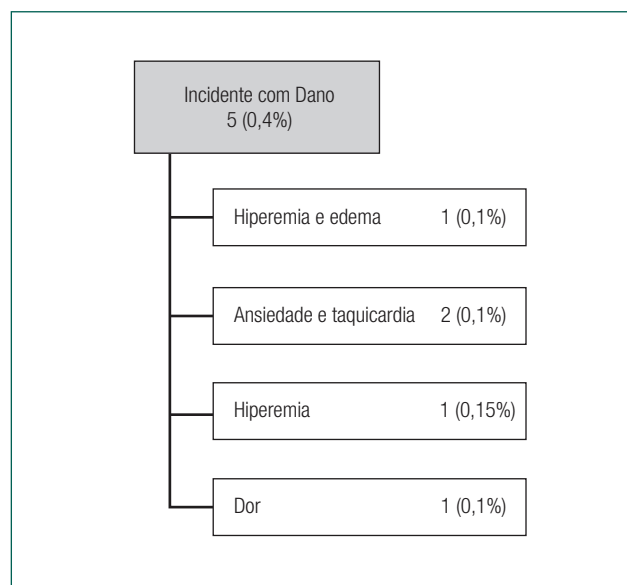 Incidente com Dano
5 (0,4%)
Hiperemia e edema 1 (0,1%)
Ansiedade e taquicardia 2 (0,1%)
Hiperemia 1 (0,15%)
Dor 1 (0,1%)